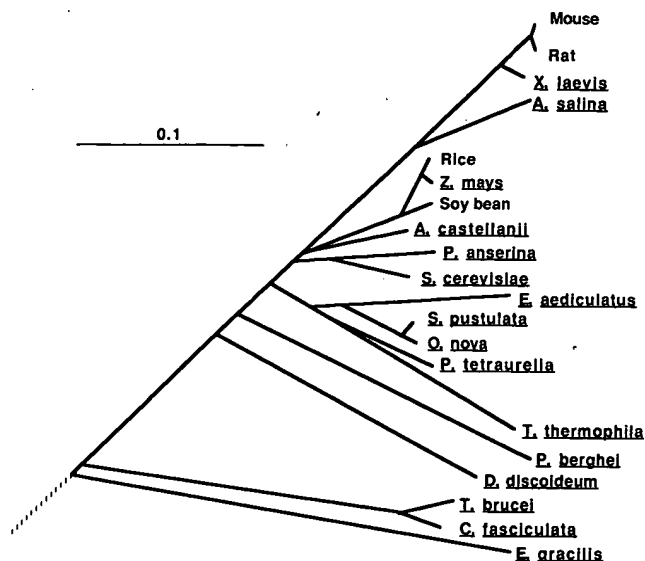 Mouse
Rat
X. laevis
A. salina
0.1
Rice
Z. mays
Soy bean
A. castellanii
P. anserina
S. cerevisiae
E. aediculatus
S. pustulata
O. nova
P. tetraurella
T. thermophila
P. berghei
D. discoideum
T. brucei
C. fasciculata
E. gracilis